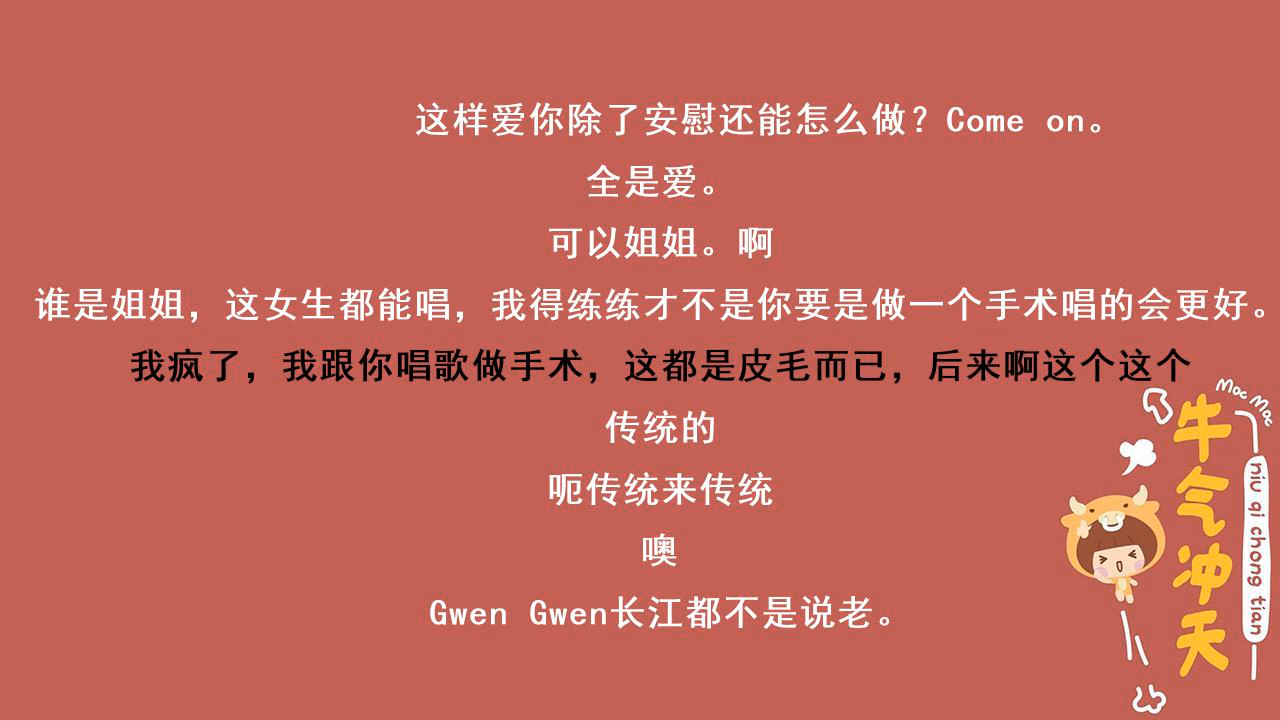 这样爱你除了安慰还能怎么做？Come on。
全是爱。
可以姐姐。啊
谁是姐姐，这女生都能唱，我得练练才不是你要是做一个手术唱的会更好。
我疯了，我跟你唱歌做手术，这都是皮毛而已，后来啊这个这个
传统的
呃传统来传统
噢
Gwen Gwen长江都不是说老。
Moc Moc
牛气冲天
niu qi chong tian